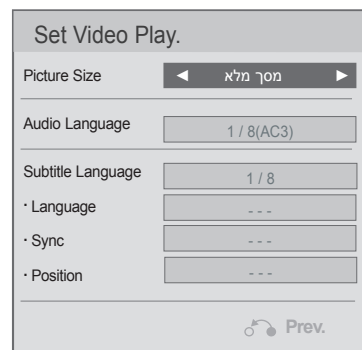 Set Video Play.
Picture Size ◄ מסך מלא ►
Audio Language 1 / 8(AC3)
Subtitle Language 1 / 8
· Language - - -
· Sync - - -
· Position - - -
Prev.